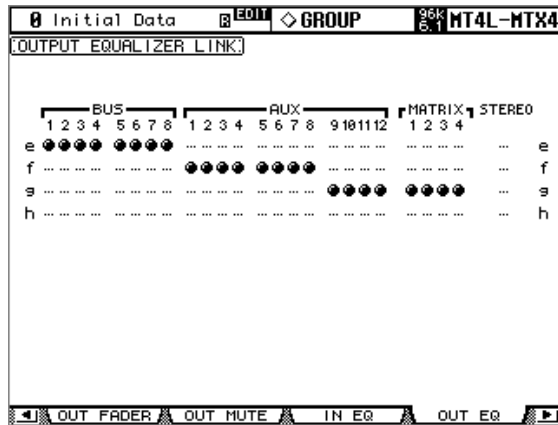 0 Initial Data R EDIT ◇GROUP 96k 6.1 MT4L-MTX4
OUTPUT EQUALIZER LINK
BUS AUX MATRIX STEREO
1 2 3 4 5 6 7 8 1 2 3 4 5 6 7 8 9 10 11 12 1 2 3 4
e e
f f
g g
h h
OUT FADER OUT MUTE IN EQ OUT EQ